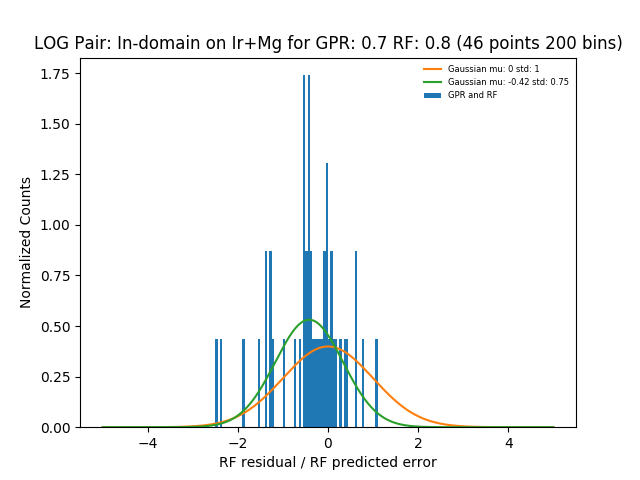 LOG Pair: In-domain on Ir+Mg for GPR: 0.7 RF: 0.8 (46 points 200 bins)
Gaussian mu: 0 std: 1
Gaussian mu: -0.42 std: 0.75
GPR and RF
Normalized Counts
1.75
1.50
1.25
1.00
0.75
0.50
0.25
0.00
−4
−2
0
2
4
RF residual / RF predicted error